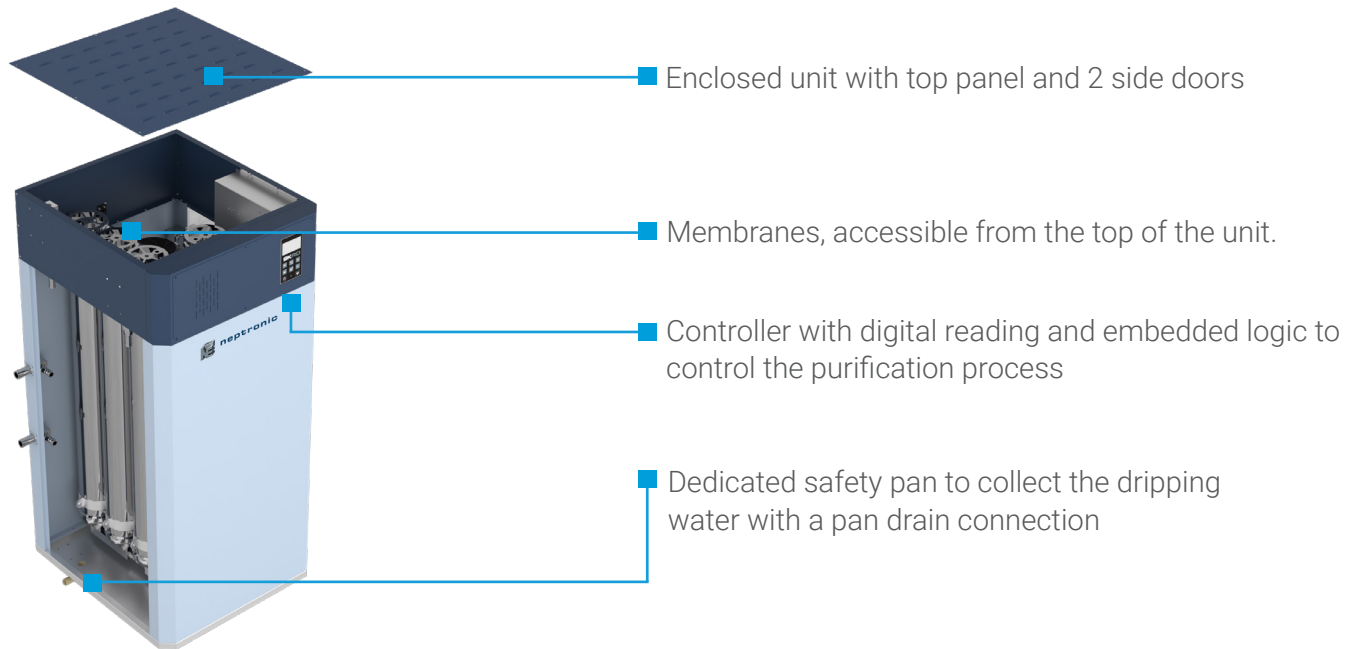 Enclosed unit with top panel and 2 side doors
Membranes, accessible from the top of the unit.
neptronic
Controller with digital reading and embedded logic to
control the purification process
Dedicated safety pan to collect the dripping
water with a pan drain connection